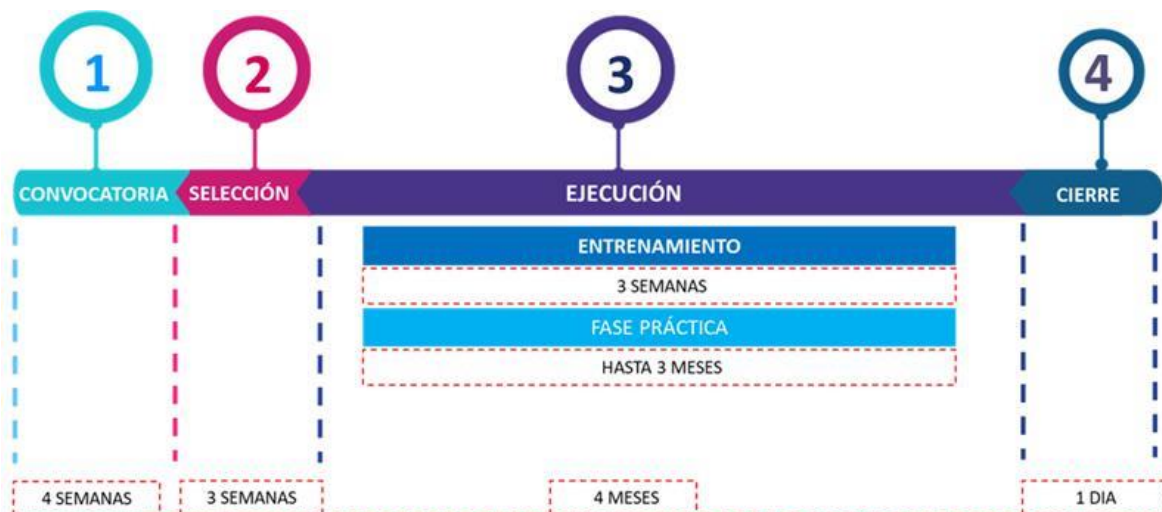 1
2
3
4
CONVOCATORIA
SELECCIÓN
EJECUCIÓN
CIERRE
ENTRENAMIENTO
3 SEMANAS
FASE PRÁCTICA
HASTA 3 MESES
4 SEMANAS
3 SEMANAS
4 MESES
1 DIA